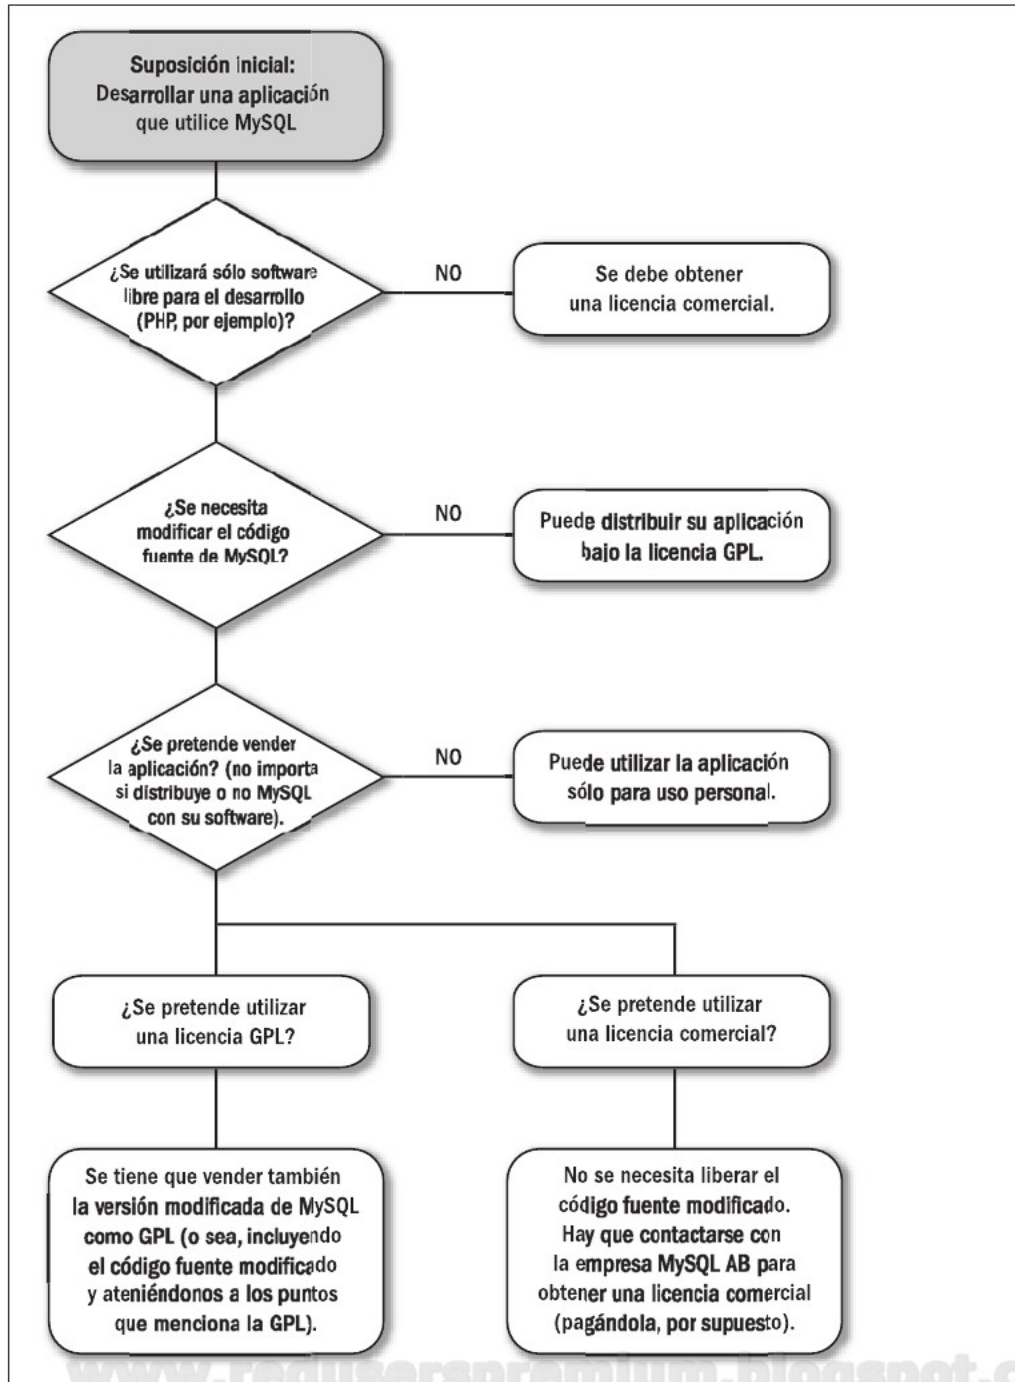 Suposición inicial:
Desarrollar una aplicación
que utilice MySQL
¿Se utilizará sólo software
libre para el desarrollo
(PHP, por ejemplo)?
NO
Se debe obtener
una licencia comercial.
¿Se necesita
modificar el código
fuente de MySQL?
NO
Puede distribuir su aplicación
bajo la licencia GPL.
¿Se pretende vender
la aplicación? (no importa
si distribuye o no MySQL
con su software).
NO
Puede utilizar la aplicación
sólo para uso personal.
¿Se pretende utilizar
una licencia GPL?
¿Se pretende utilizar
una licencia comercial?
Se tiene que vender también
la versión modificada de MySQL
como GPL (o sea, incluyendo
el código fuente modificado
y ateniéndonos a los puntos
que menciona la GPL).
No se necesita liberar el
código fuente modificado.
Hay que contactarse con
la empresa MySQL AB para
obtener una licencia comercial
(pagándola, por supuesto).